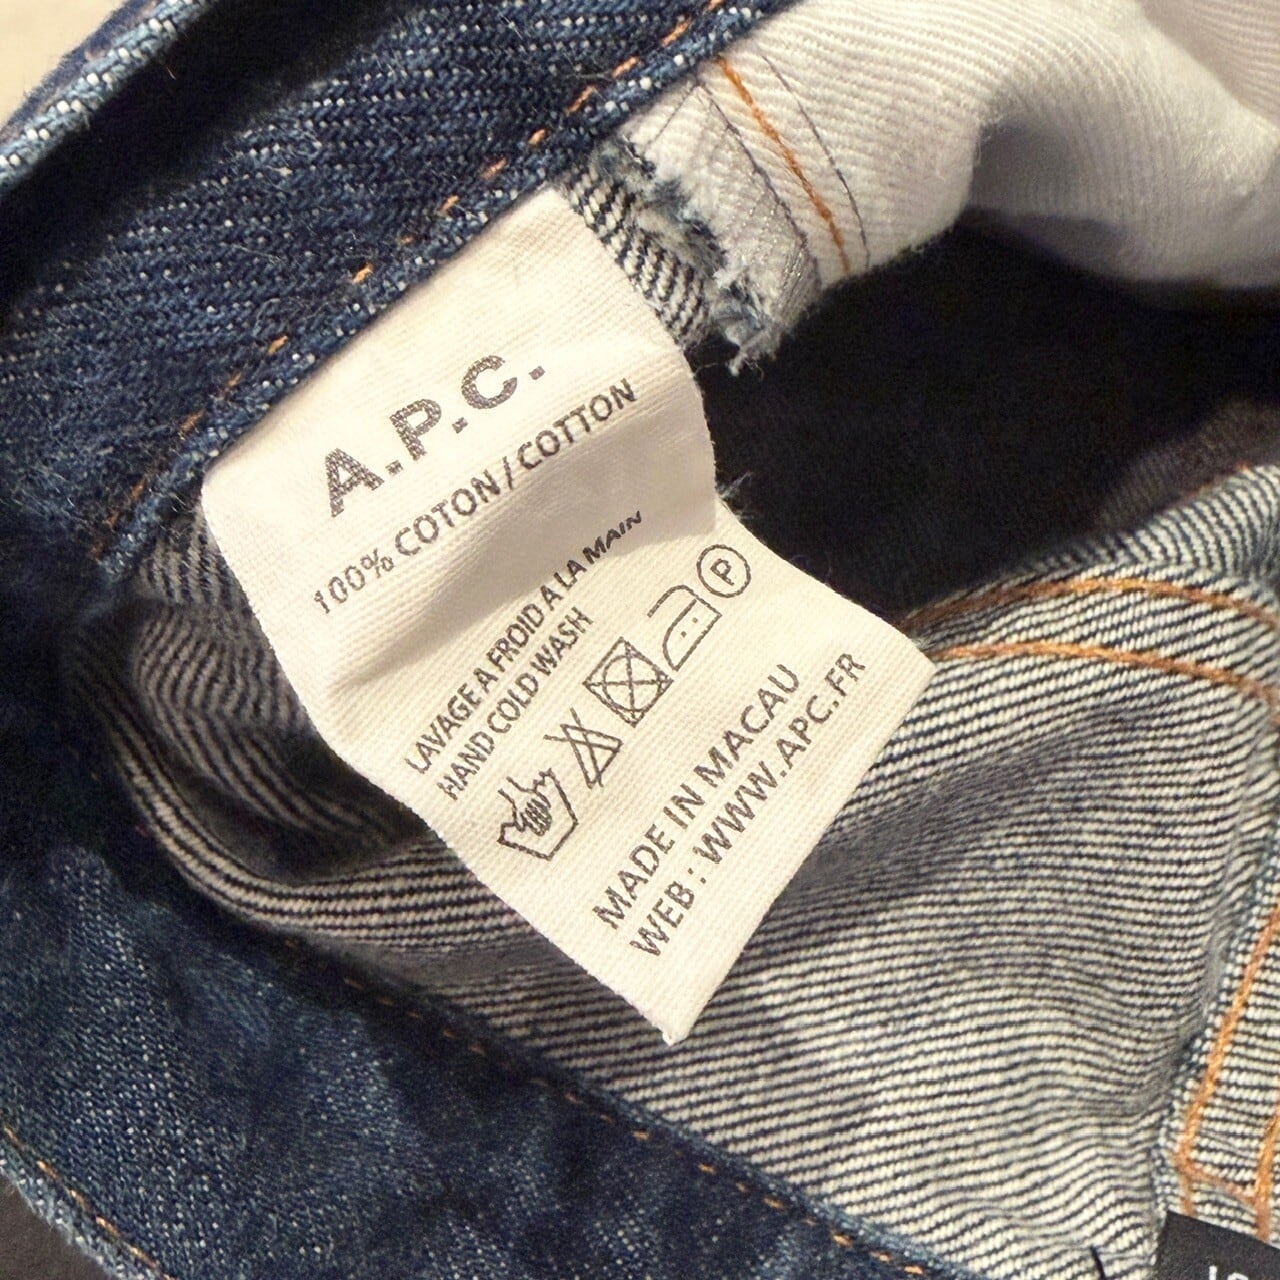 A.P.C.
100% COTON / COTTON
LAVAGE A FROID A LA MAIN
HAND COLD WASH
P
MADE IN MACAU
WEB : WWW.APC.FR